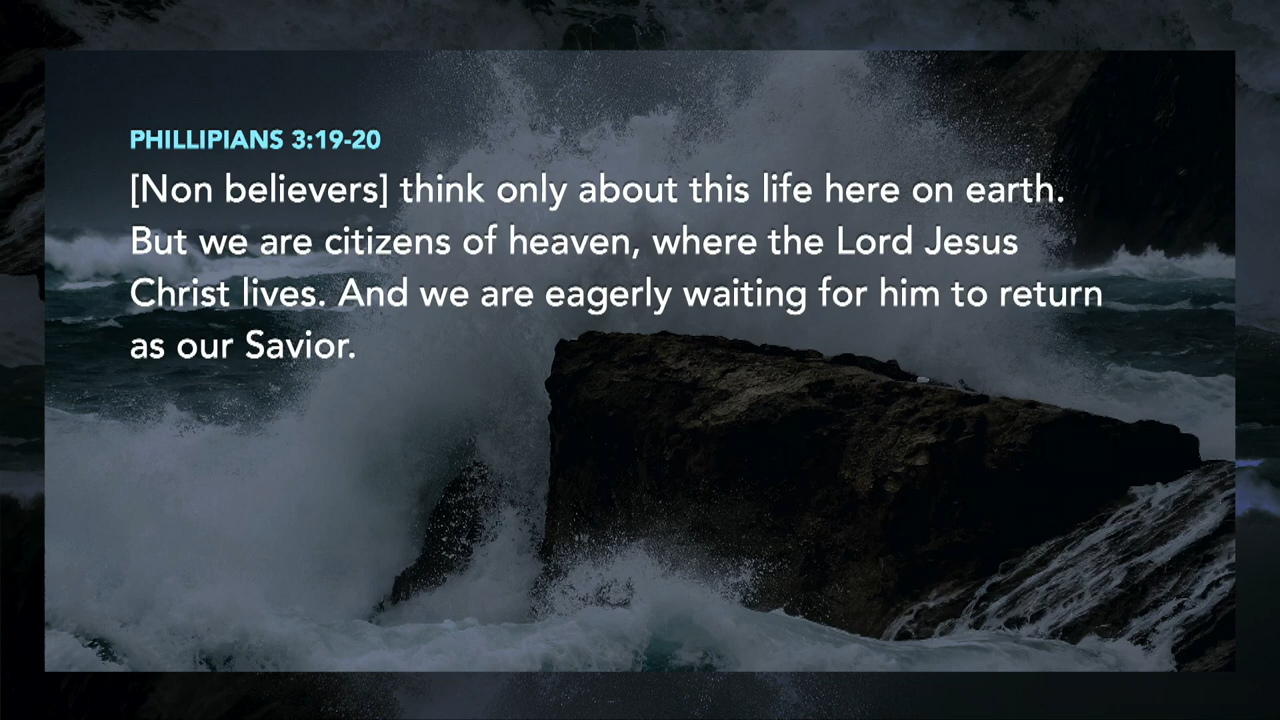 PHILLIPIANS 3:19-20
[Non believers] think only about this life here on earth.
But we are citizens of heaven, where the Lord Jesus
Christ lives. And we are eagerly waiting for him to return
as our Savior.